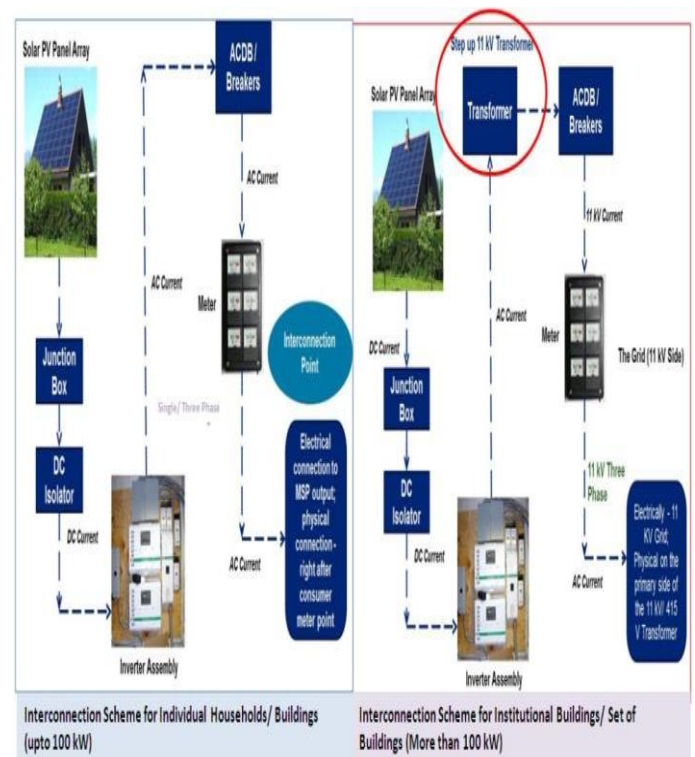 Solar PV Panel Array
ACDB/
Breakers
AC Current
AC Current
Meter
Interconnection
Point
Junction
Box
Single/ Three Phase
DC
Isolator
DC Current
Electrical
connection to
MSP output;
physical
connection -
right after
consumer
meter point
AC Current
Inverter Assembly
Interconnection Scheme for Individual Households/ Buildings
(upto 100 kW)
Step up 11 kV Transformer
Solar PV Panel Array
Transformer
ACDB/
Breakers
11 kV Current
AC Current
Meter
The Grid (11 kV Side)
DC Current
Junction
Box
DC
Isolator
DC Current
11 kV Three
Phase
Electrically - 11
KV Grid;
Physical on the
primary side of
the 11 kV/ 415
V Transformer
AC Current
Inverter Assembly
Interconnection Scheme for Institutional Buildings/ Set of
Buildings (More than 100 kW)